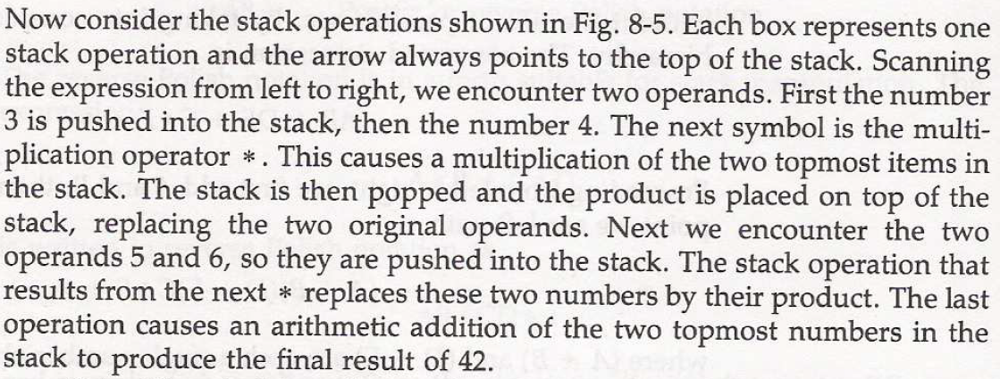 Now consider the stack operations shown in Fig. 8-5. Each box represents one
stack operation and the arrow always points to the top of the stack. Scanning
the expression from left to right, we encounter two operands. First the number
3 is pushed into the stack, then the number 4. The next symbol is the multi-
plication operator *. This causes a multiplication of the two topmost items in
the stack. The stack is then popped and the product is placed on top of the
stack, replacing the two original operands. Next we encounter the two
operands 5 and 6, so they are pushed into the stack. The stack operation that
results from the next * replaces these two numbers by their product. The last
operation causes an arithmetic addition of the two topmost numbers in the
stack to produce the final result of 42.